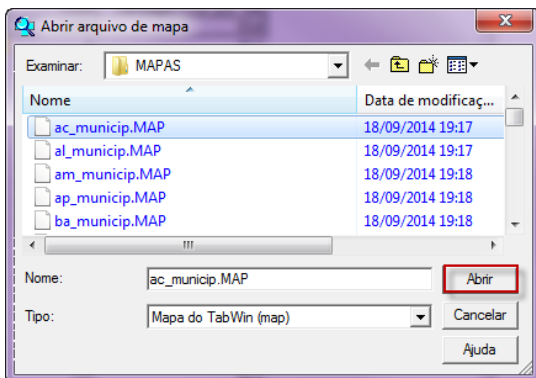 Abrir arquivo de mapa
Examinar: MAPAS
Nome Data de modificaç...
ac_municip.MAP 18/09/2014 19:17
al_municip.MAP 18/09/2014 19:17
am_municip.MAP 18/09/2014 19:18
ap_municip.MAP 18/09/2014 19:18
ba_municip.MAP 18/09/2014 19:18
Nome: ac_municip.MAP Abrir
Tipo: Mapa do TabWin (map) Cancelar
Ajuda